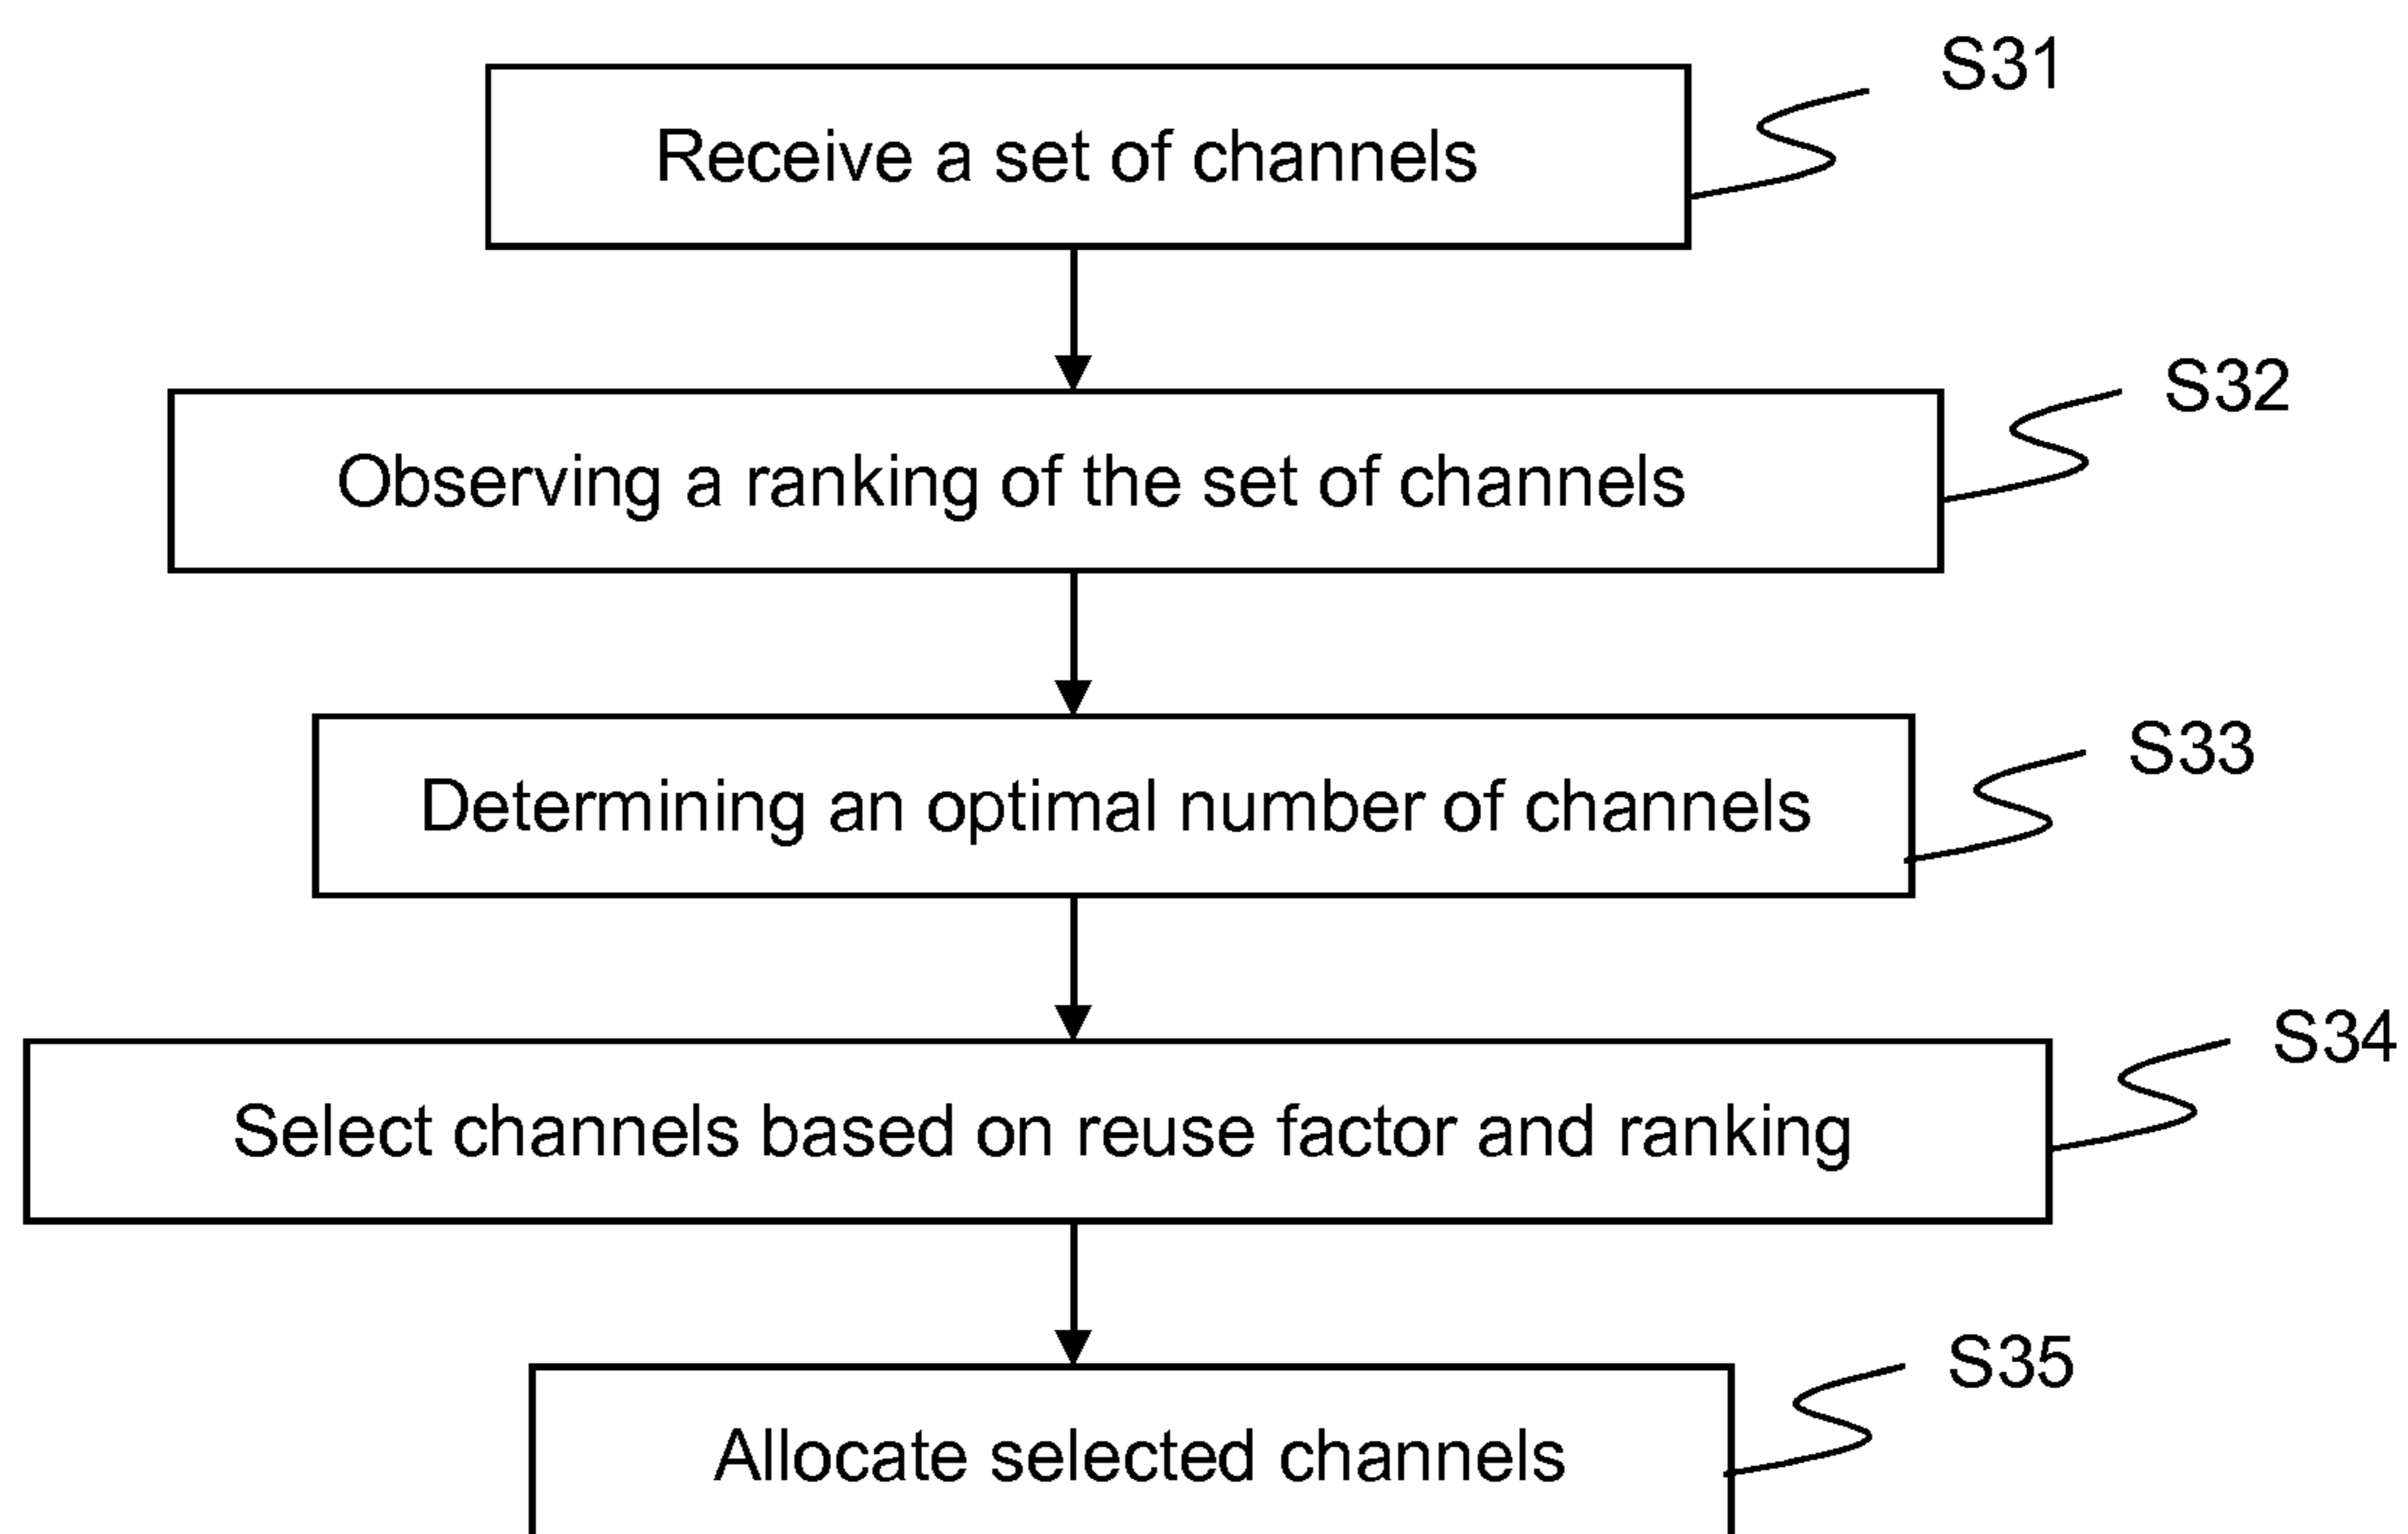 S31
Receive a set of channels
S32
Observing a ranking of the set of channels
S33
Determining an optimal number of channels
S34
Select channels based on reuse factor and ranking
S35
Allocate selected channels